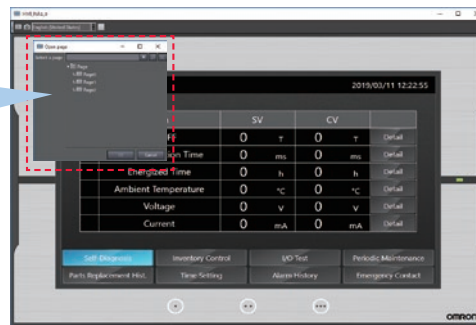 Open page
Select a page
Page
Page0
Page1
2019/03/11 12:22:55
SV CV
0 T 0 T Detail
on Time 0 ms 0 ms Detail
Energized Time 0 h 0 h Detail
Ambient Temperature 0 °C 0 °C Detail
Voltage 0 V 0 V Detail
Current 0 mA 0 mA Detail
Self-Diagnosis Inventory Control I/O Test Periodic Maintenance
Parts Replacement Hist. Time Setting Alarm History Emergency Contact
Cancel
OMRON